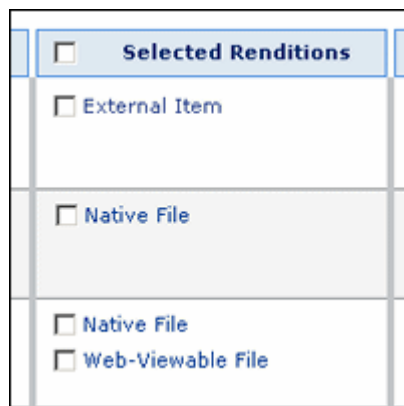 Selected Renditions
External Item
Native File
Native File
Web-Viewable File